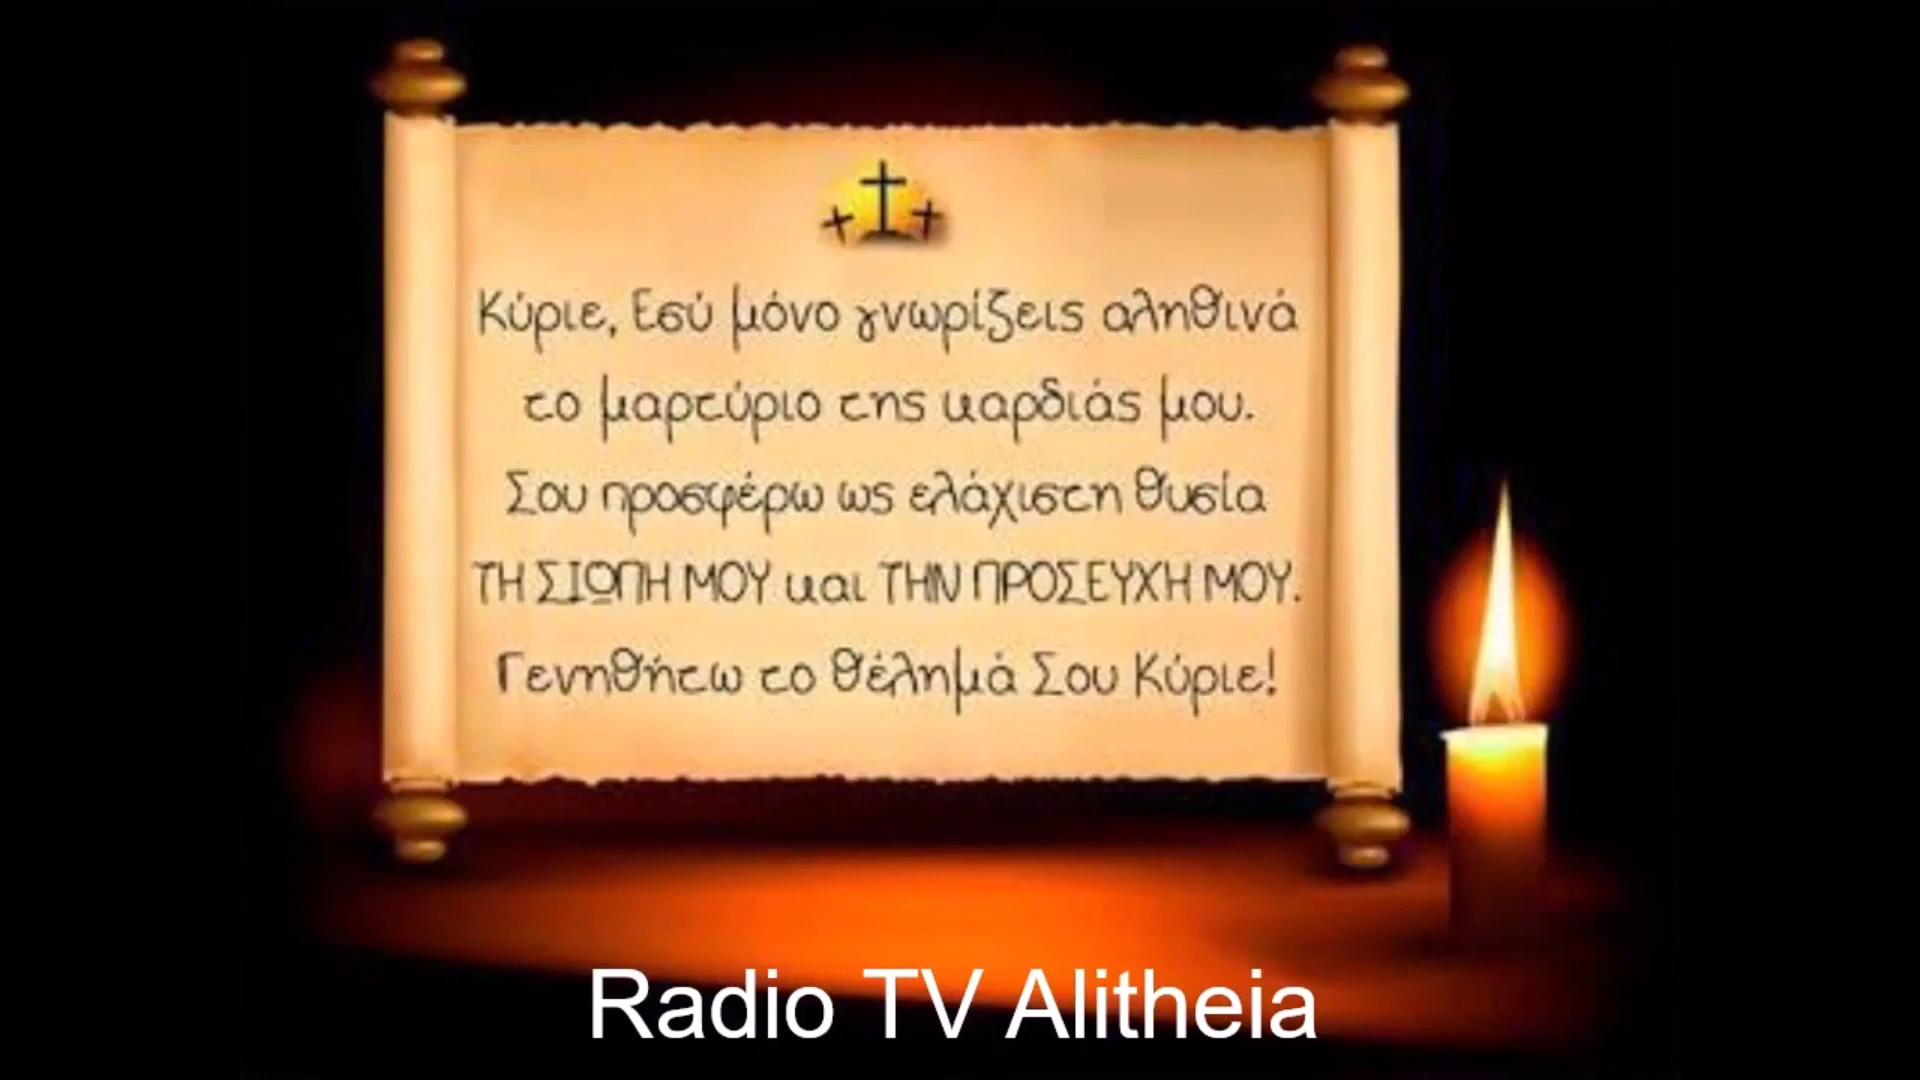 Κύριε, Εσύ μόνο γνωρίζεις αληθινά
το μαρτύριο της καρδιάς μου.
Σου προσφέρω ως ελάχιστη θυσία
ΤΗ ΣΙΩΠΗ ΜΟΥ και ΤΗΝ ΠΡΟΣΕΥΧΗ ΜΟΥ.
Γενηθήτω το θέλημά Σου Κύριε!
Radio TV Alitheia